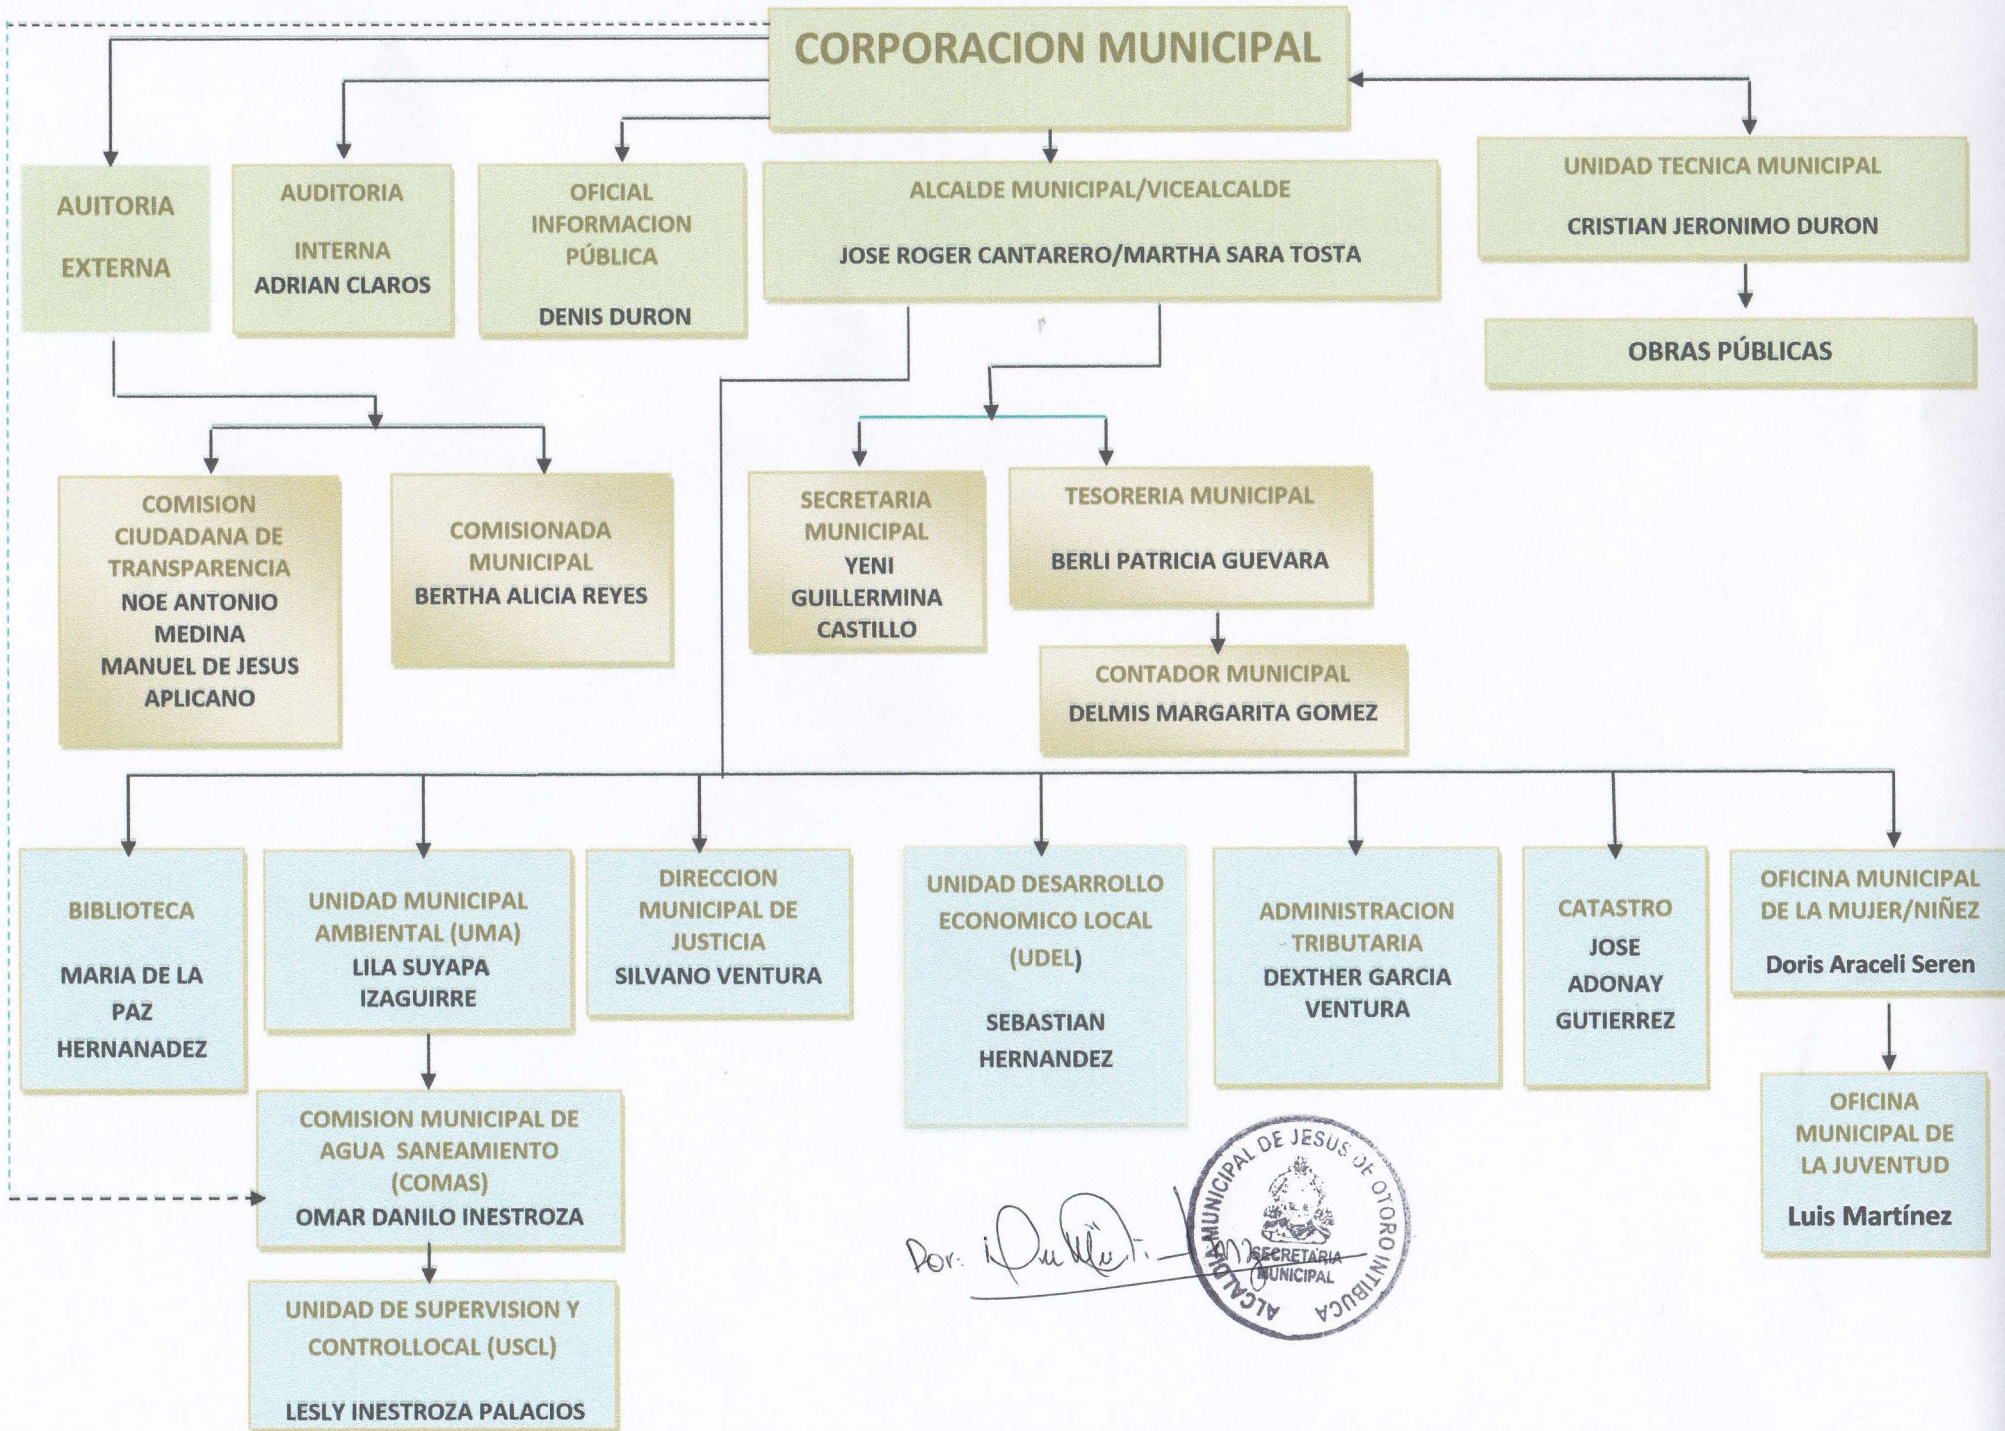 CORPORACION MUNICIPAL
AUITORIA
EXTERNA
AUDITORIA
INTERNA
ADRIAN CLAROS
OFICIAL
INFORMACION
PÚBLICA
DENIS DURON
ALCALDE MUNICIPAL/VICEALCALDE
JOSE ROGER CANTARERO/MARTHA SARA TOSTA
UNIDAD TECNICA MUNICIPAL
CRISTIAN JERONIMO DURON
OBRAS PÚBLICAS
COMISION
CIUDADANA DE
TRANSPARENCIA
NOE ANTONIO
MEDINA
MANUEL DE JESUS
APLICANO
COMISIONADA
MUNICIPAL
BERTHA ALICIA REYES
SECRETARIA
MUNICIPAL
YENI
GUILLERMINA
CASTILLO
TESORERIA MUNICIPAL
BERLI PATRICIA GUEVARA
CONTADOR MUNICIPAL
DELMIS MARGARITA GOMEZ
BIBLIOTECA
MARIA DE LA
PAZ
HERNANADEZ
UNIDAD MUNICIPAL
AMBIENTAL (UMA)
LILA SUYAPA
IZAGUIRRE
DIRECCION
MUNICIPAL DE
JUSTICIA
SILVANO VENTURA
UNIDAD DESARROLLO
ECONOMICO LOCAL
(UDEL)
SEBASTIAN
HERNANDEZ
ADMINISTRACION
TRIBUTARIA
DEXTHER GARCIA
VENTURA
CATASTRO
JOSE
ADONAY
GUTIERREZ
OFICINA MUNICIPAL
DE LA MUJER/NIÑEZ
Doris Araceli Seren
COMISION MUNICIPAL DE
AGUA SANEAMIENTO
(COMAS)
OMAR DANILO INESTROZA
OFICINA
MUNICIPAL DE
LA JUVENTUD
Luis Martínez
UNIDAD DE SUPERVISION Y
CONTROLLOCAL (USCL)
LESLY INESTROZA PALACIOS
Por:
ALCALDIA MUNICIPAL DE JESUS DE OTORO INTIBUCA
SECRETARIA
MUNICIPAL